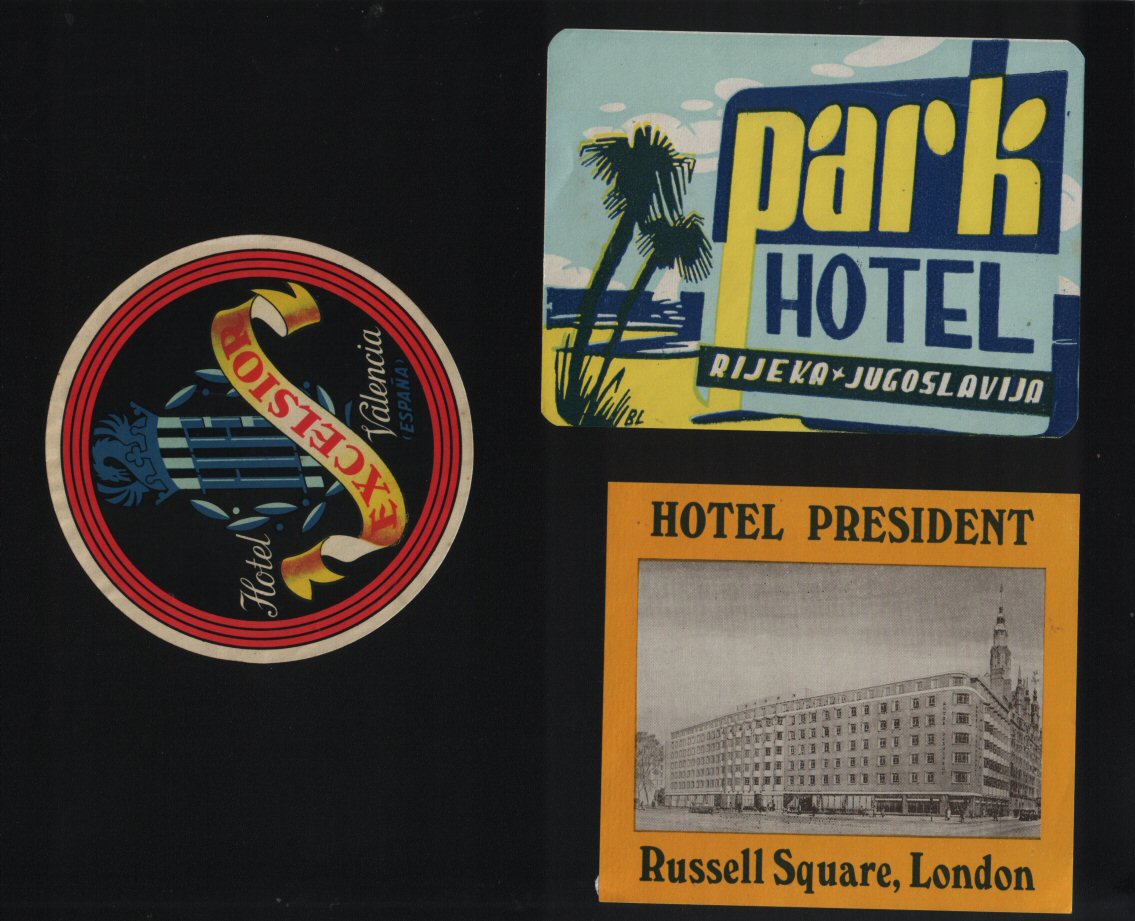 Hotel
EXCELSIOR
Valencia
(ESPAÑA)
park
HOTEL
RIJEKA★JUGOSLAVIJA
BL
HOTEL PRESIDENT
Russell Square, London